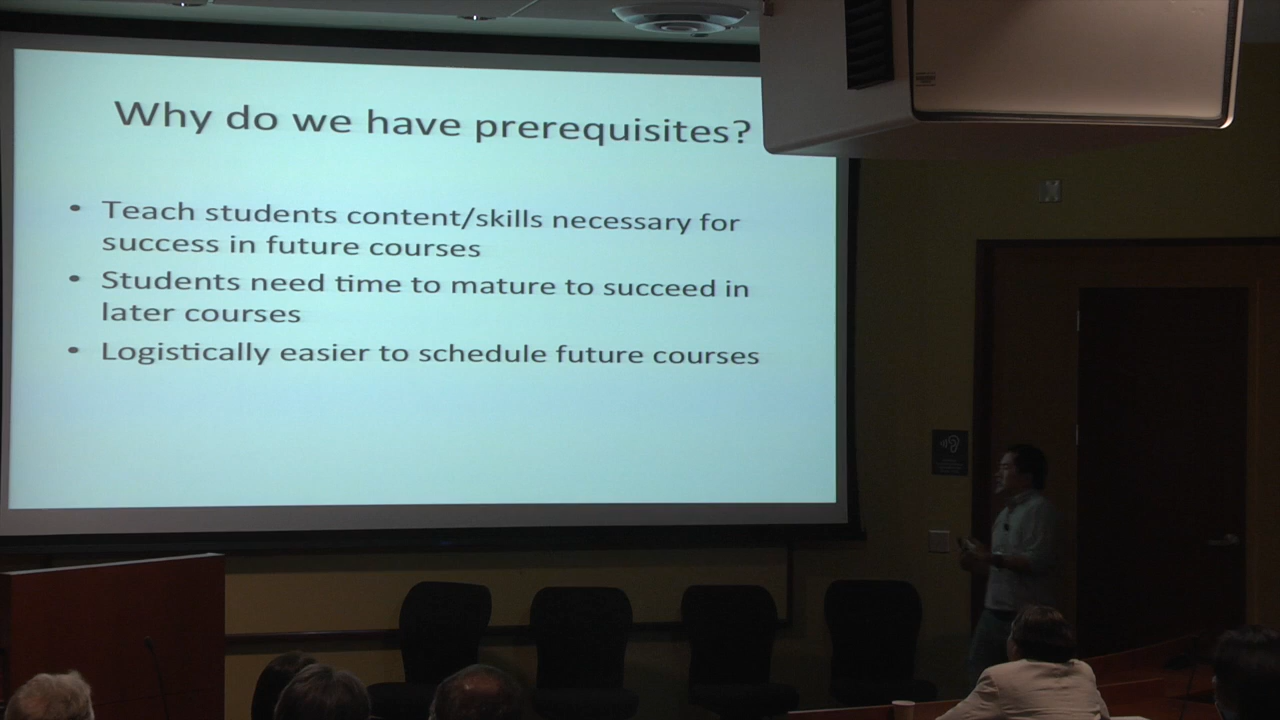 Why do we have prerequisites?
• Teach students content/skills necessary for
success in future courses
• Students need time to mature to succeed in
later courses
• Logistically easier to schedule future courses